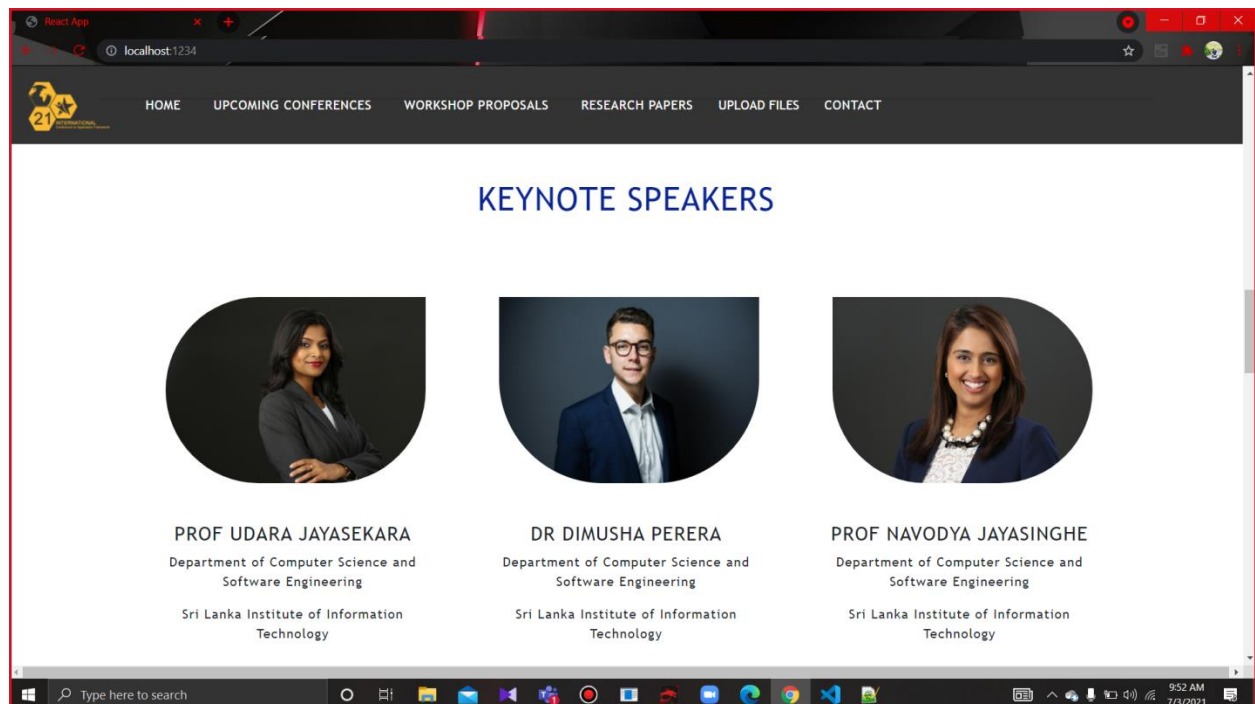 React App
localhost:1234
21
INTERNATIONAL
HOME UPCOMING CONFERENCES WORKSHOP PROPOSALS RESEARCH PAPERS UPLOAD FILES CONTACT
KEYNOTE SPEAKERS
PROF UDARA JAYASEKARA
Department of Computer Science and
Software Engineering
Sri Lanka Institute of Information
Technology
DR DIMUSHA PERERA
Department of Computer Science and
Software Engineering
Sri Lanka Institute of Information
Technology
PROF NAVODYA JAYASINGHE
Department of Computer Science and
Software Engineering
Sri Lanka Institute of Information
Technology
Type here to search
9:52 AM
7/3/2021